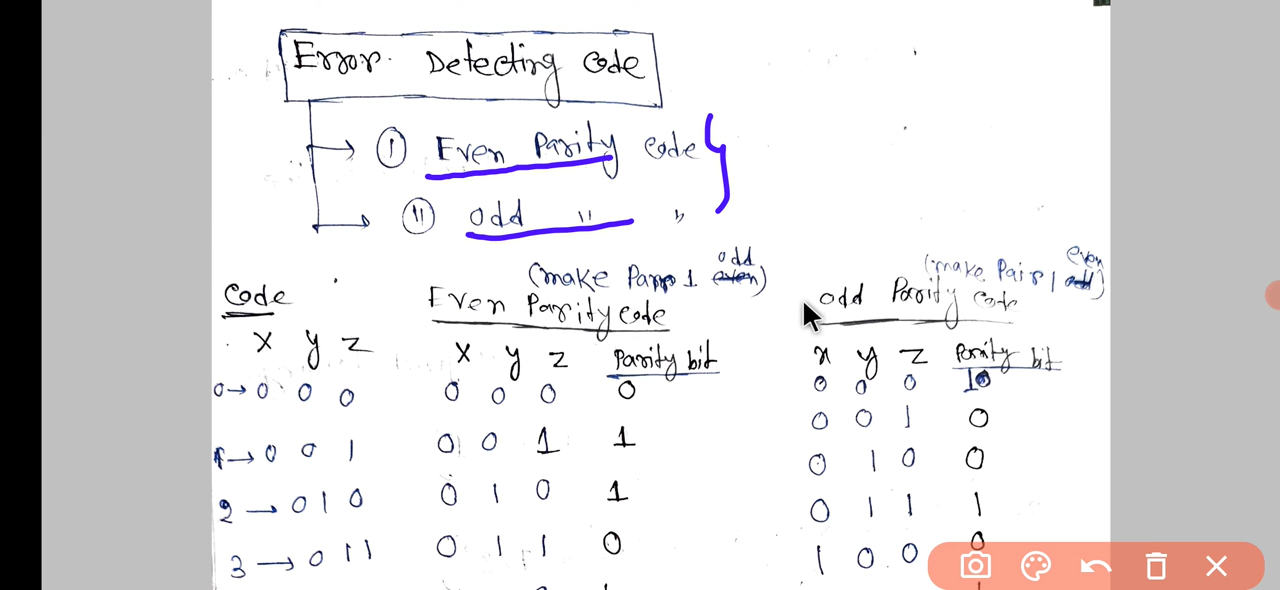 Error. Detecting Code
→ ① Even Parity Code
→ ⑪ odd " "
Code
x y z
0→ 0 0 0
1→ 0 0 1
2 → 0 1 0
3 → 0 1 1
(make 1 odd even)
Even Parity code
x y z Parity bit
0 0 0 0
0 0 1 1
0 1 0 1
0 1 1 0
(make Pair 1 even odd)
odd Parity code
x y z Parity bit
0 0 0 1
0 0 1 0
0 1 0 0
0 1 1 1
1 0 0 0